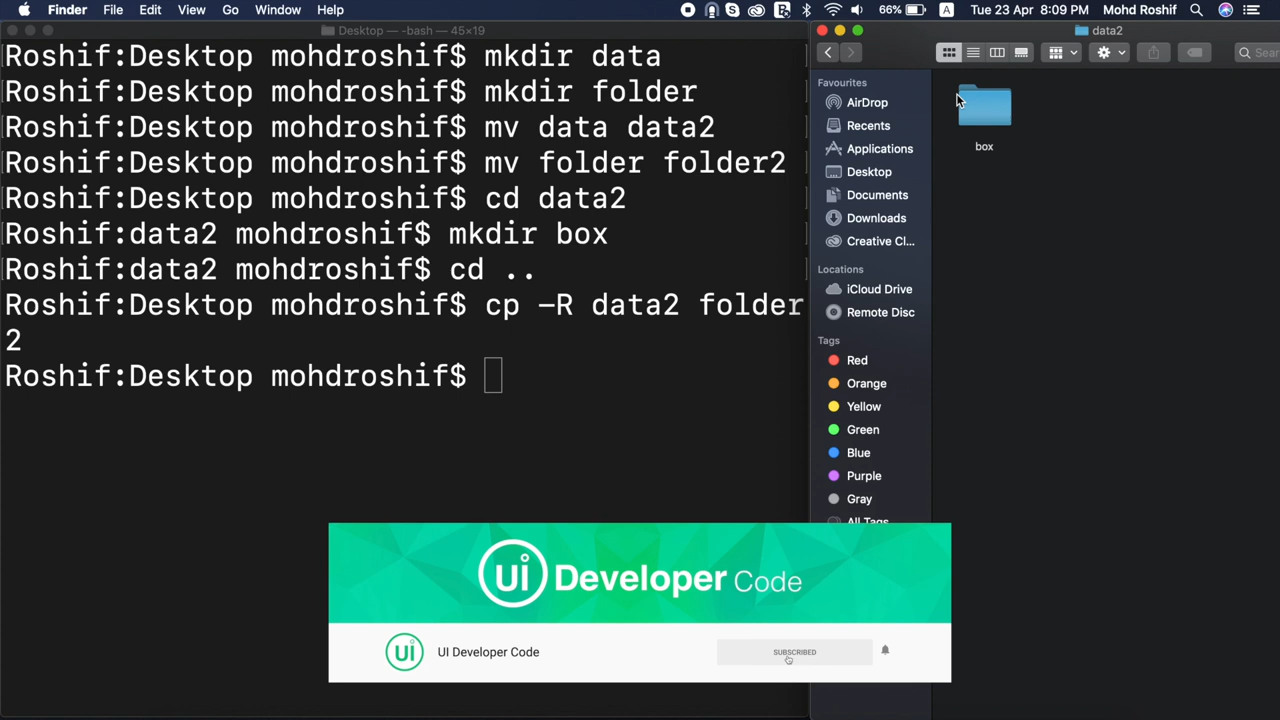 Finder File Edit View Go Window Help 66% A Tue 23 Apr 8:09 PM Mohd Roshif
Desktop — -bash — 45×19
Roshif:Desktop mohdroshif$ mkdir data
Roshif:Desktop mohdroshif$ mkdir folder
Roshif:Desktop mohdroshif$ mv data data2
Roshif:Desktop mohdroshif$ mv folder folder2
Roshif:Desktop mohdroshif$ cd data2
Roshif:data2 mohdroshif$ mkdir box
Roshif:data2 mohdroshif$ cd ..
Roshif:Desktop mohdroshif$ cp -R data2 folder
2
Roshif:Desktop mohdroshif$
data2
Sear
Favourites
AirDrop
Recents
Applications
Desktop
Documents
Downloads
Creative Cl...
Locations
iCloud Drive
Remote Disc
Tags
Red
Orange
Yellow
Green
Blue
Purple
Gray
All Tags
box
Ui Developer Code
Ui UI Developer Code SUBSCRIBED